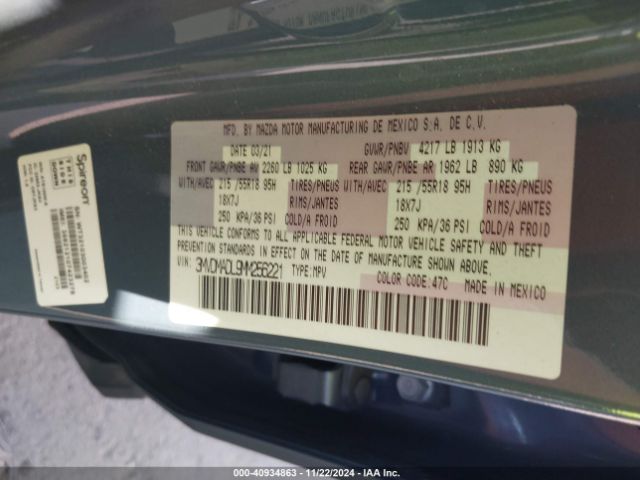 MFD. BY MAZDA MOTOR MANUFACTURING DE MEXICO S.A. DE C.V.
DATE 03/21 GVWR/PNBV 4217 LB 1913 KG
FRONT GAWR/PNBE AV 2260 LB 1025 KG REAR GAWR/PNBE AR 1962 LB 890 KG
WITH/AVEC 215 /55R18 95H TIRES/PNEUS WITH/AVEC 215 /55R18 95H TIRES/PNEUS
18X7J RIMS/JANTES 18X7J RIMS/JANTES
250 KPA/36 PSI COLD/A FROID 250 KPA/36 PSI COLD/A FROID
THIS VEHICLE CONFORMS TO ALL APPLICABLE FEDERAL MOTOR VEHICLE SAFETY AND THEFT
PREVENTION STANDARDS IN EFFECT ON THE DATE OF MANUFACTURE SHOWN ABOVE.
VIN: 3MVDMACL9MM256221 TYPE:MPV COLOR CODE:47C MADE IN MEXICO
Spireon
THIS
SIDE
DOWN
000-40934863 - 11/22/2024 - IAA Inc.